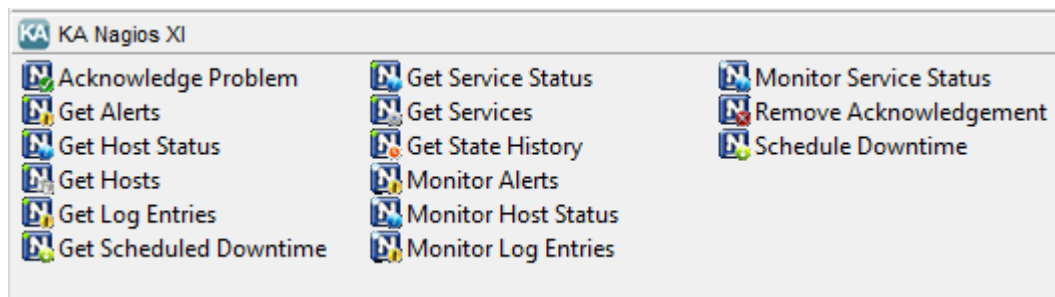 KA KA Nagios XI
Acknowledge Problem
Get Alerts
Get Host Status
Get Hosts
Get Log Entries
Get Scheduled Downtime
Get Service Status
Get Services
Get State History
Monitor Alerts
Monitor Host Status
Monitor Log Entries
Monitor Service Status
Remove Acknowledgement
Schedule Downtime